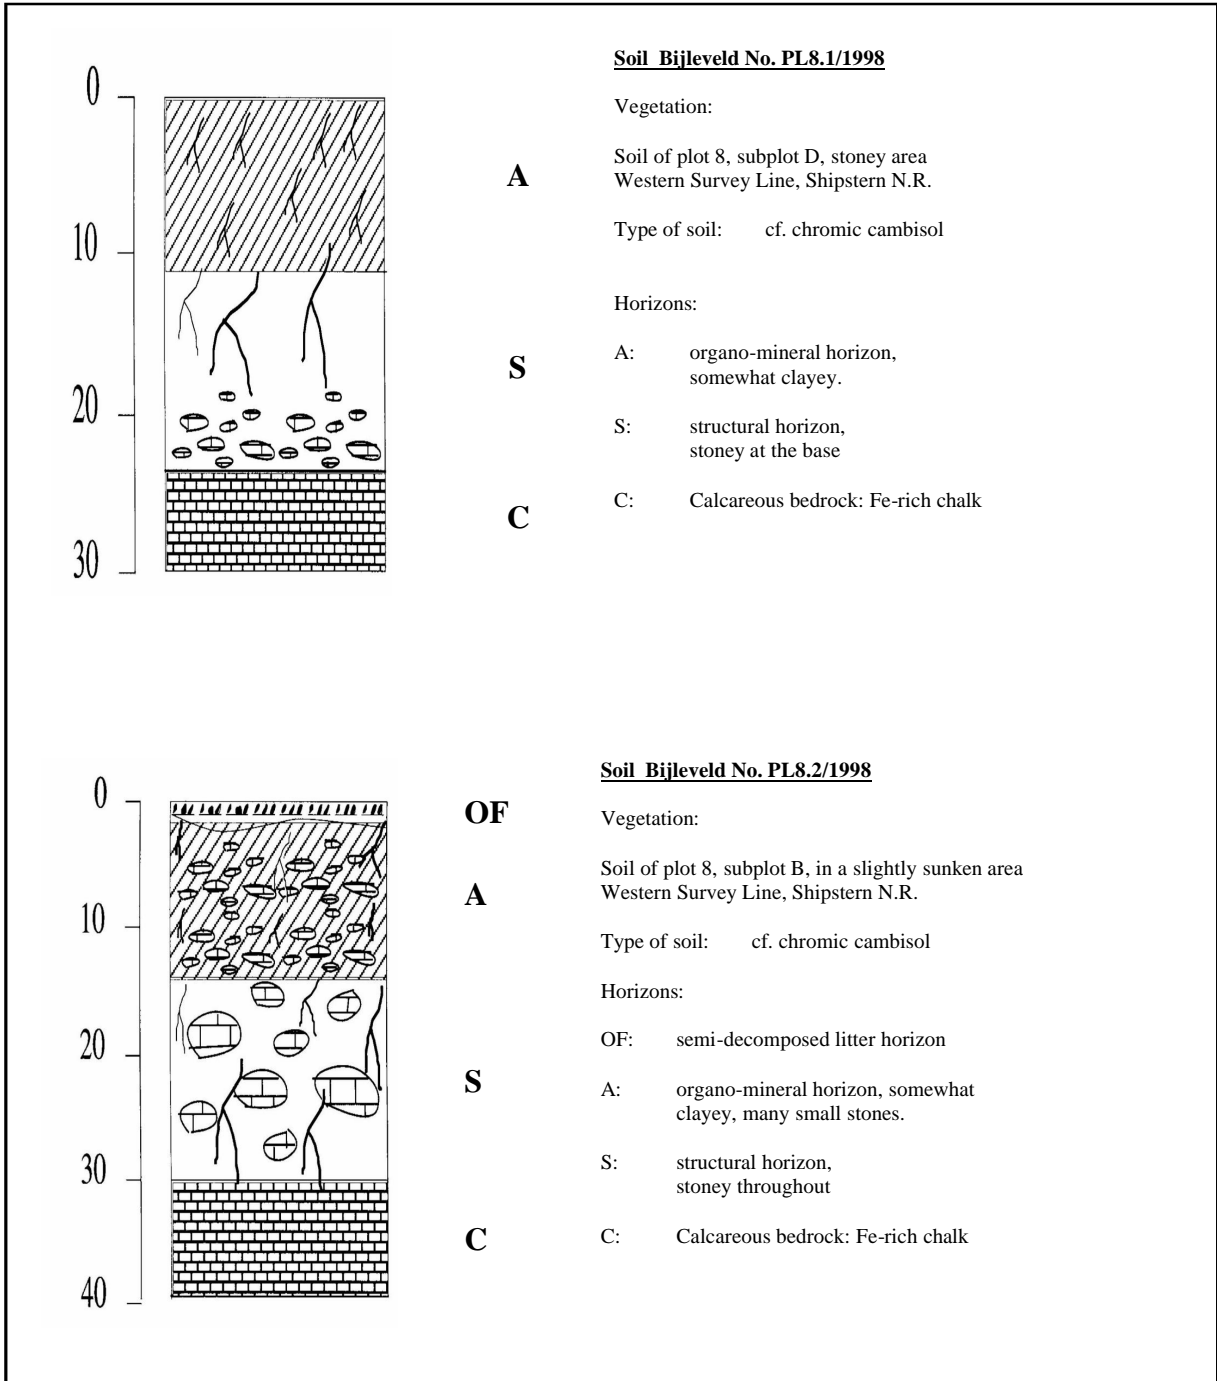 0
10
20
30
A
S
C
Soil Bijleveld No. PL8.1/1998
Vegetation:
Soil of plot 8, subplot D, stoney area
Western Survey Line, Shipstern N.R.
Type of soil: cf. chromic cambisol
Horizons:
A: organo-mineral horizon,
somewhat clayey.
S: structural horizon,
stoney at the base
C: Calcareous bedrock: Fe-rich chalk
0
10
20
30
40
OF
A
S
C
Soil Bijleveld No. PL8.2/1998
Vegetation:
Soil of plot 8, subplot B, in a slightly sunken area
Western Survey Line, Shipstern N.R.
Type of soil: cf. chromic cambisol
Horizons:
OF: semi-decomposed litter horizon
A: organo-mineral horizon, somewhat
clayey, many small stones.
S: structural horizon,
stoney throughout
C: Calcareous bedrock: Fe-rich chalk